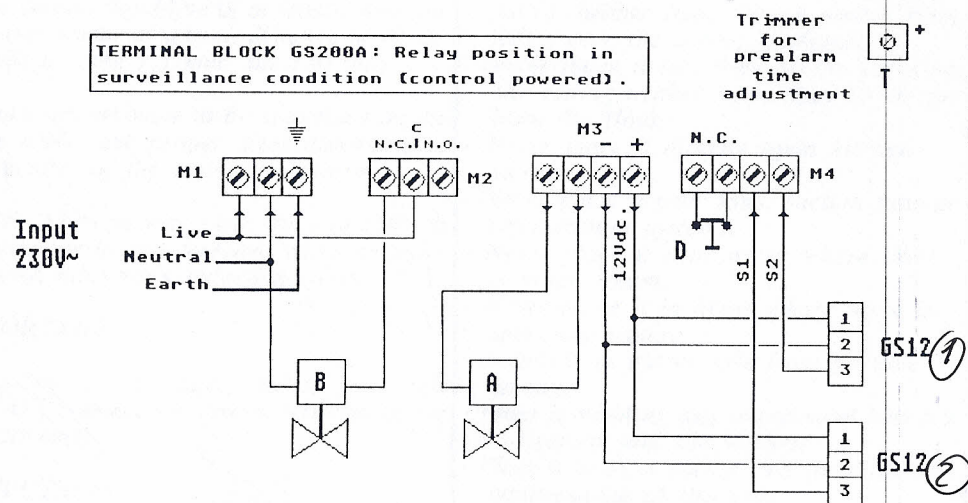 Trimmer
for
prealarm
time
adjustment
+
T
TERMINAL BLOCK GS200A: Relay position in
surveillance condition (control powered).
M1
C
N.C. N.O.
M2
M3
- +
N.C.
M4
Input
230V~
Live
Neutral
Earth
12Vdc.
D
S1
S2
B
A
1
2
3
GS12 1
1
2
3
GS12 2